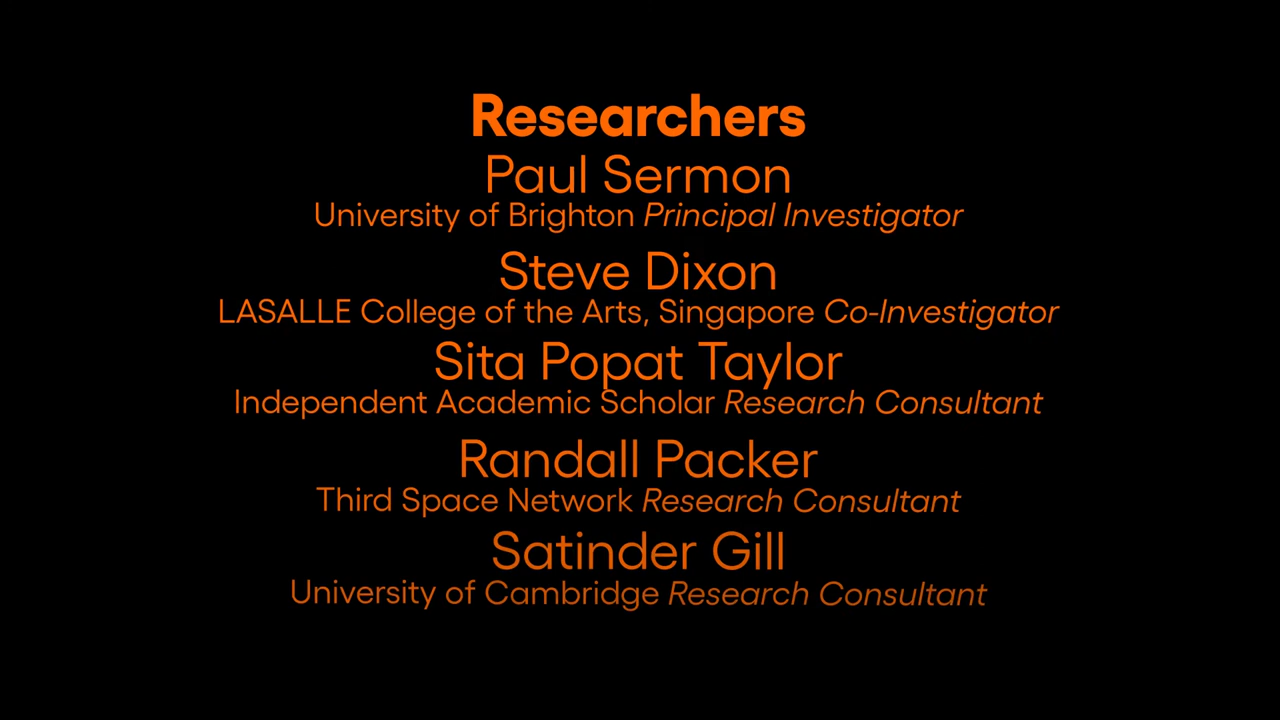 Researchers
Paul Sermon
University of Brighton Principal Investigator
Steve Dixon
LASALLE College of the Arts, Singapore Co-Investigator
Sita Popat Taylor
Independent Academic Scholar Research Consultant
Randall Packer
Third Space Network Research Consultant
Satinder Gill
University of Cambridge Research Consultant